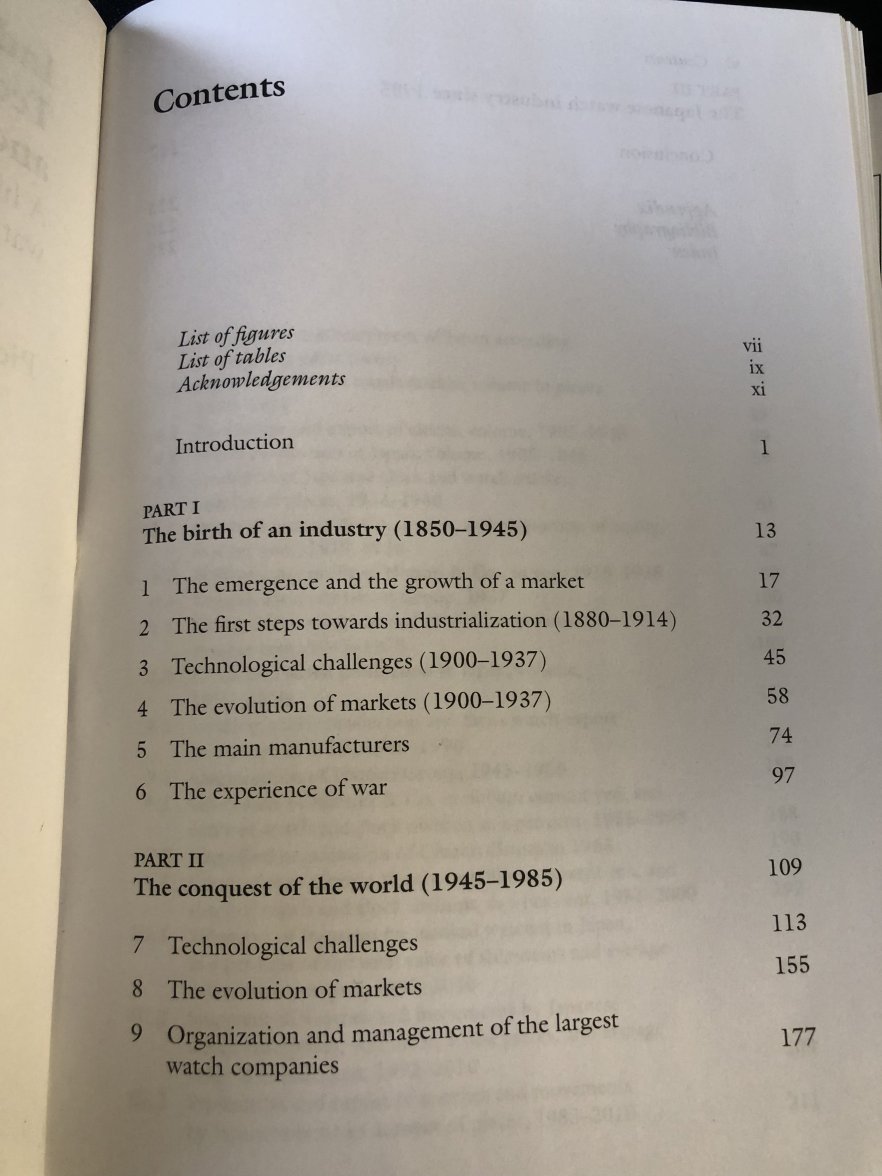 Contents
List of figures vii
List of tables ix
Acknowledgements xi
Introduction 1
PART I
The birth of an industry (1850–1945) 13
1 The emergence and the growth of a market 17
2 The first steps towards industrialization (1880–1914) 32
3 Technological challenges (1900–1937) 45
4 The evolution of markets (1900–1937) 58
5 The main manufacturers 74
6 The experience of war 97
PART II
The conquest of the world (1945–1985) 109
7 Technological challenges 113
8 The evolution of markets 155
9 Organization and management of the largest
watch companies 177